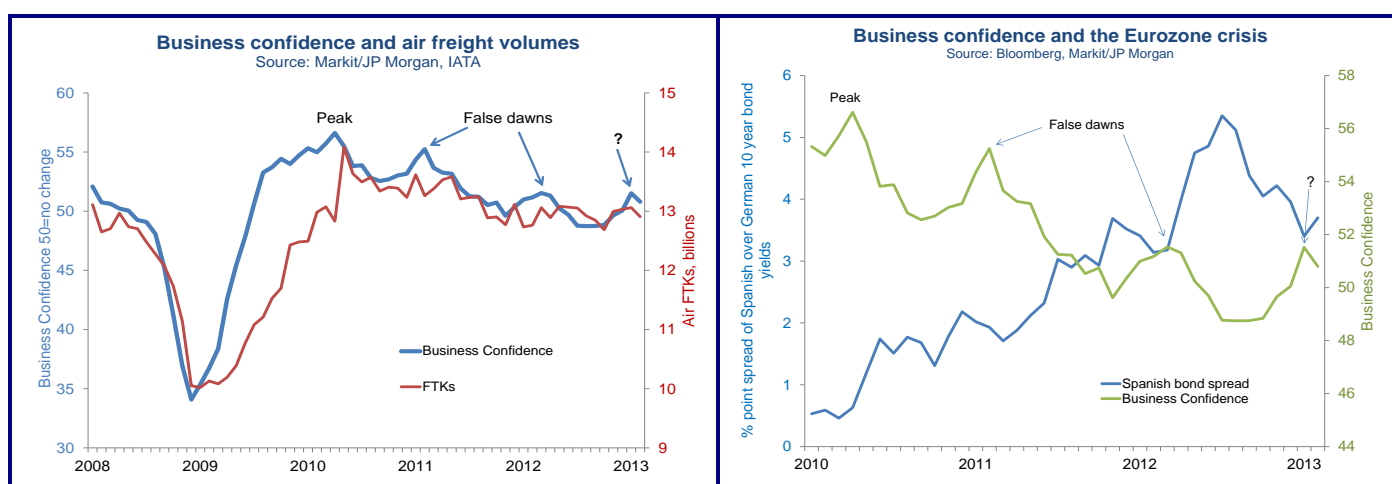 Business confidence and air freight volumes
Source: Markit/JP Morgan, IATA
60
55
50
45
40
35
30
Business Confidence 50=no change
15
14
13
12
11
10
9
Air FTKs, billions
Peak
False dawns
?
Business Confidence
FTKs
2008
2009
2010
2011
2012
2013
Business confidence and the Eurozone crisis
Source: Bloomberg, Markit/JP Morgan
6
5
4
3
2
1
0
% point spread of Spanish over German 10 year bond
yields
58
56
54
52
50
48
46
44
Business Confidence
Peak
False dawns
?
Spanish bond spread
Business Confidence
2010
2011
2012
2013